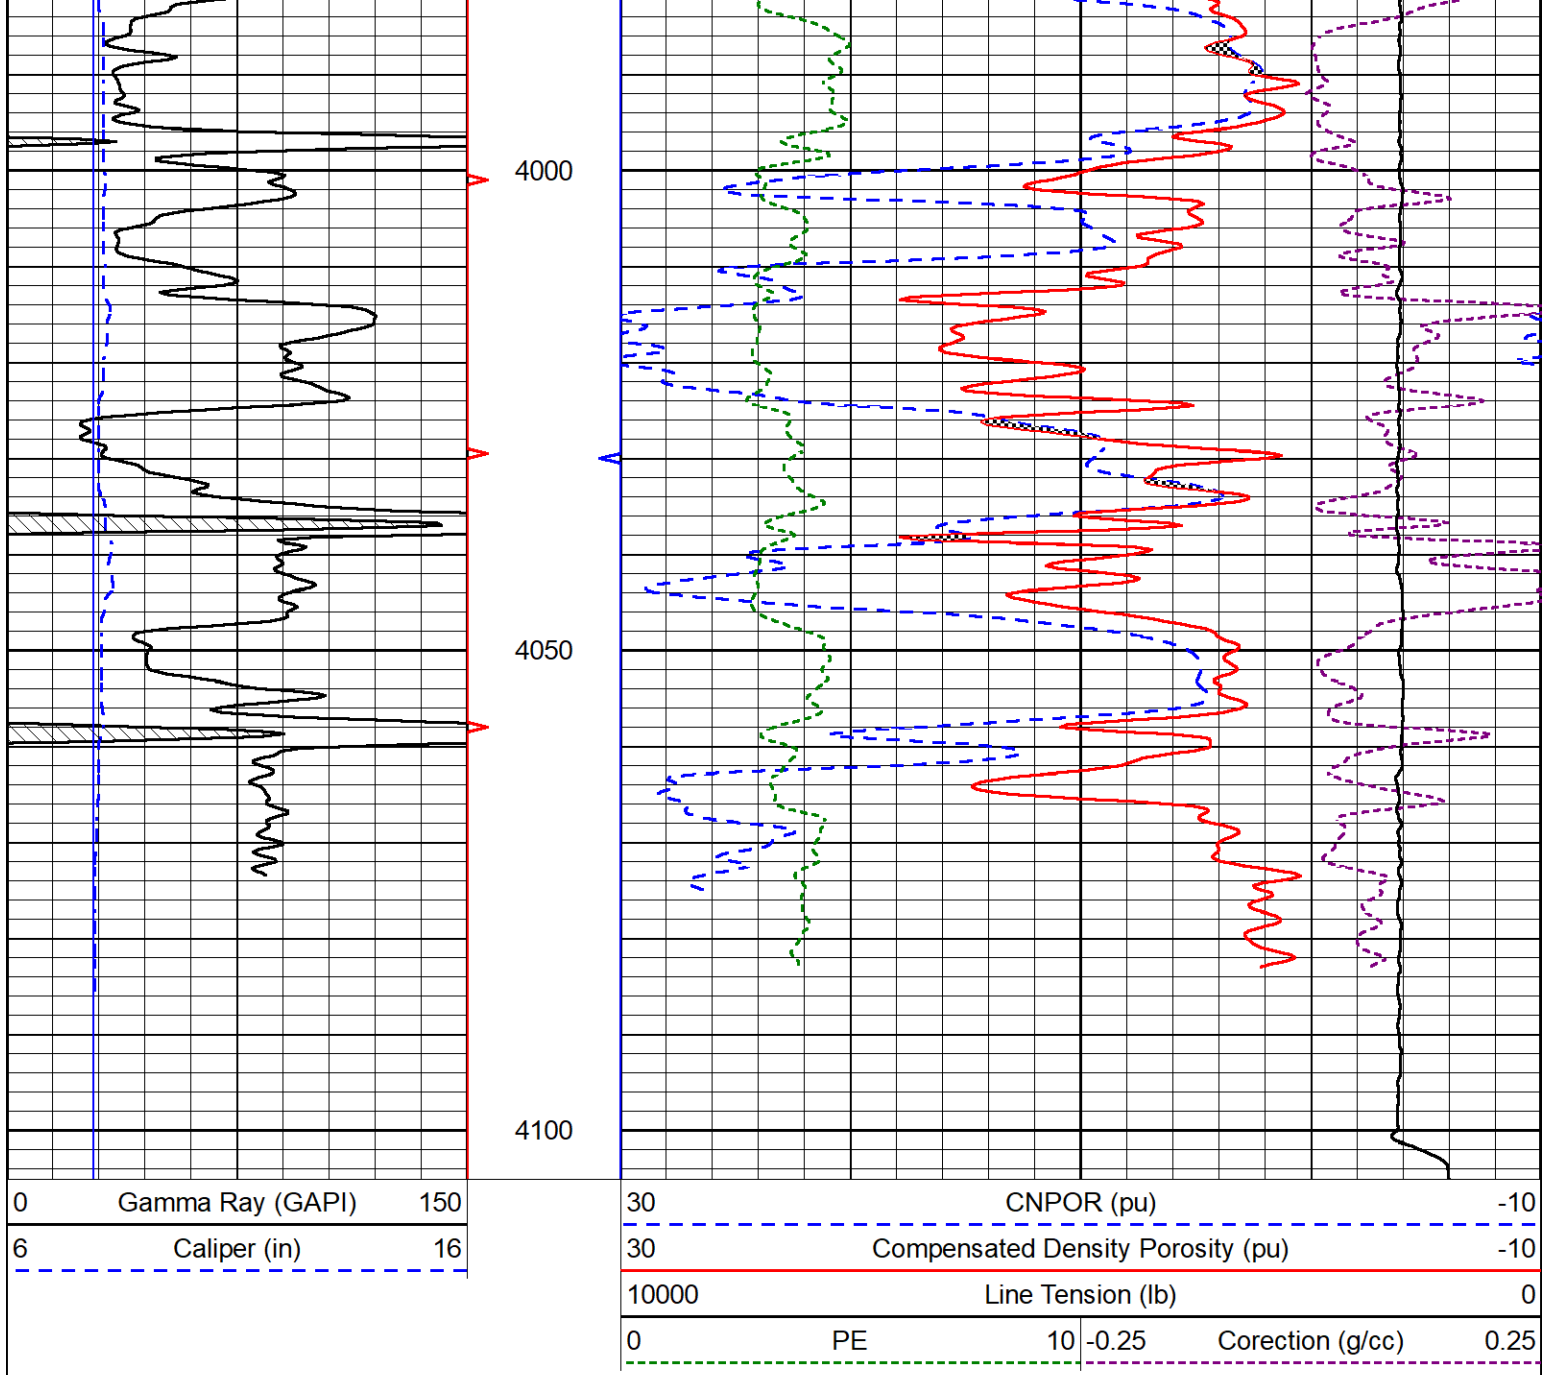 4000
4050
4100
0 Gamma Ray (GAPI) 150
6 Caliper (in) 16
30 CNPOR (pu) -10
30 Compensated Density Porosity (pu) -10
10000 Line Tension (lb) 0
0 PE 10 -0.25 Corection (g/cc) 0.25